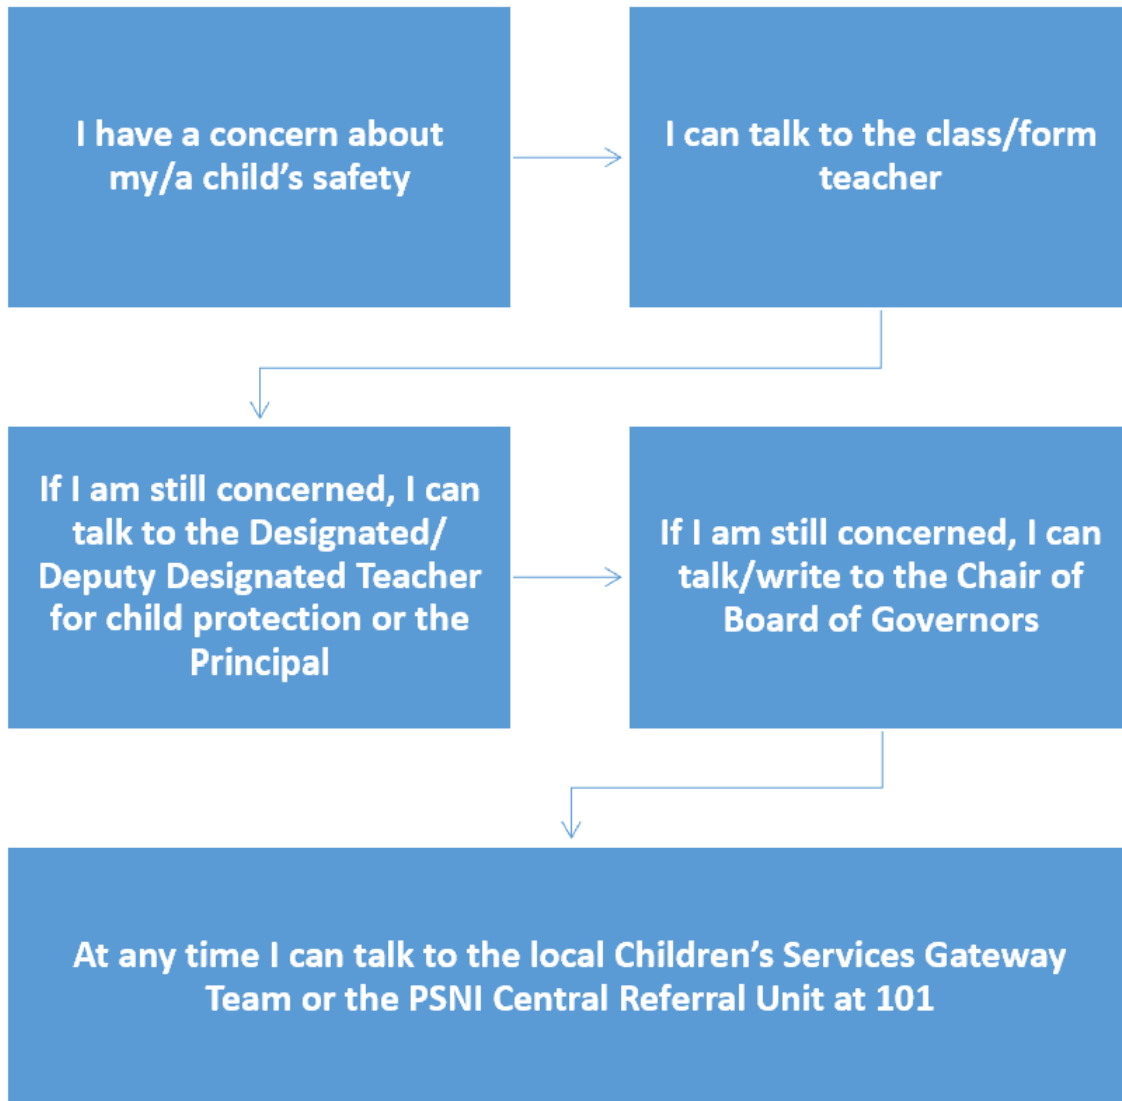 I have a concern about
my/a child’s safety
I can talk to the class/form
teacher
If I am still concerned, I can
talk to the Designated/
Deputy Designated Teacher
for child protection or the
Principal
If I am still concerned, I can
talk/write to the Chair of
Board of Governors
At any time I can talk to the local Children’s Services Gateway
Team or the PSNI Central Referral Unit at 101